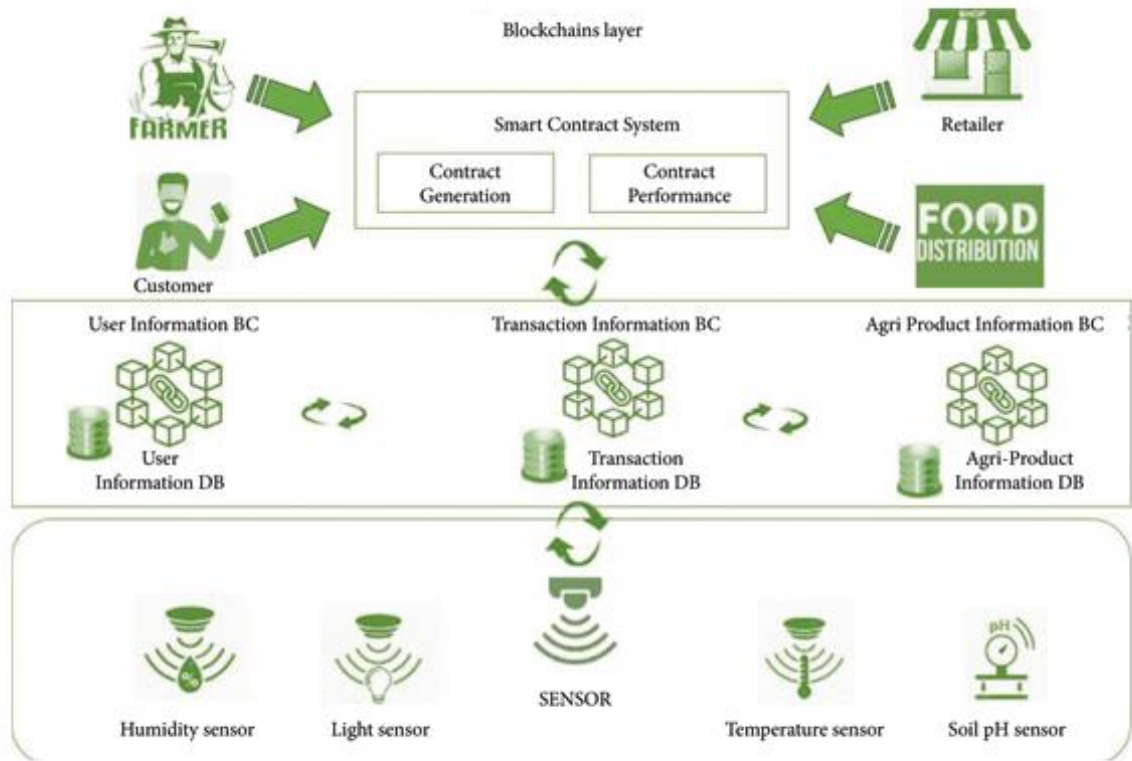 Blockchains layer
SHOP
FARMER
Smart Contract System
Retailer
Contract
Generation
Contract
Performance
FOOD
DISTRIBUTION
Customer
User Information BC
Transaction Information BC
Agri Product Information BC
User
Information DB
Transaction
Information DB
Agri-Product
Information DB
%
pH
SENSOR
Humidity sensor
Light sensor
Temperature sensor
Soil pH sensor